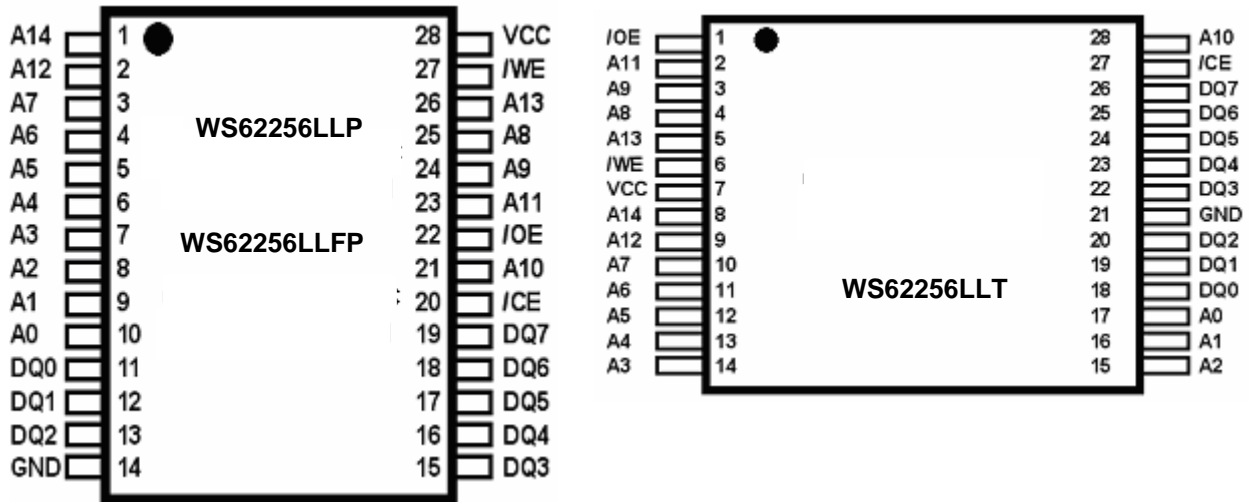 A14 1 28 VCC
A12 2 27 /WE
A7 3 26 A13
A6 4 25 A8
WS62256LLP
A5 5 24 A9
A4 6 23 A11
A3 7 22 /OE
WS62256LLFP
A2 8 21 A10
A1 9 20 /CE
A0 10 19 DQ7
DQ0 11 18 DQ6
DQ1 12 17 DQ5
DQ2 13 16 DQ4
GND 14 15 DQ3
/OE 1 28 A10
A11 2 27 /CE
A9 3 26 DQ7
A8 4 25 DQ6
A13 5 24 DQ5
/WE 6 23 DQ4
VCC 7 22 DQ3
A14 8 21 GND
A12 9 20 DQ2
A7 10 19 DQ1
A6 11 18 DQ0
WS62256LLT
A5 12 17 A0
A4 13 16 A1
A3 14 15 A2